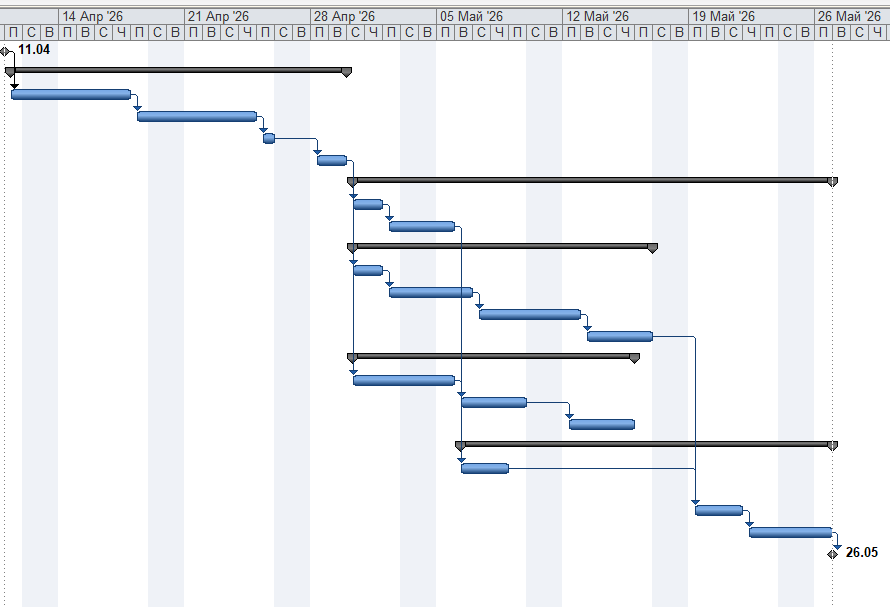 14 Апр '26 21 Апр '26 28 Апр '26 05 Май '26 12 Май '26 19 Май '26 26 Май '26
П С В П В С Ч П С В П В С Ч П С В П В С Ч П С В П В С Ч П С В П В С Ч П С В П В С Ч П С В П В С Ч
11.04
26.05